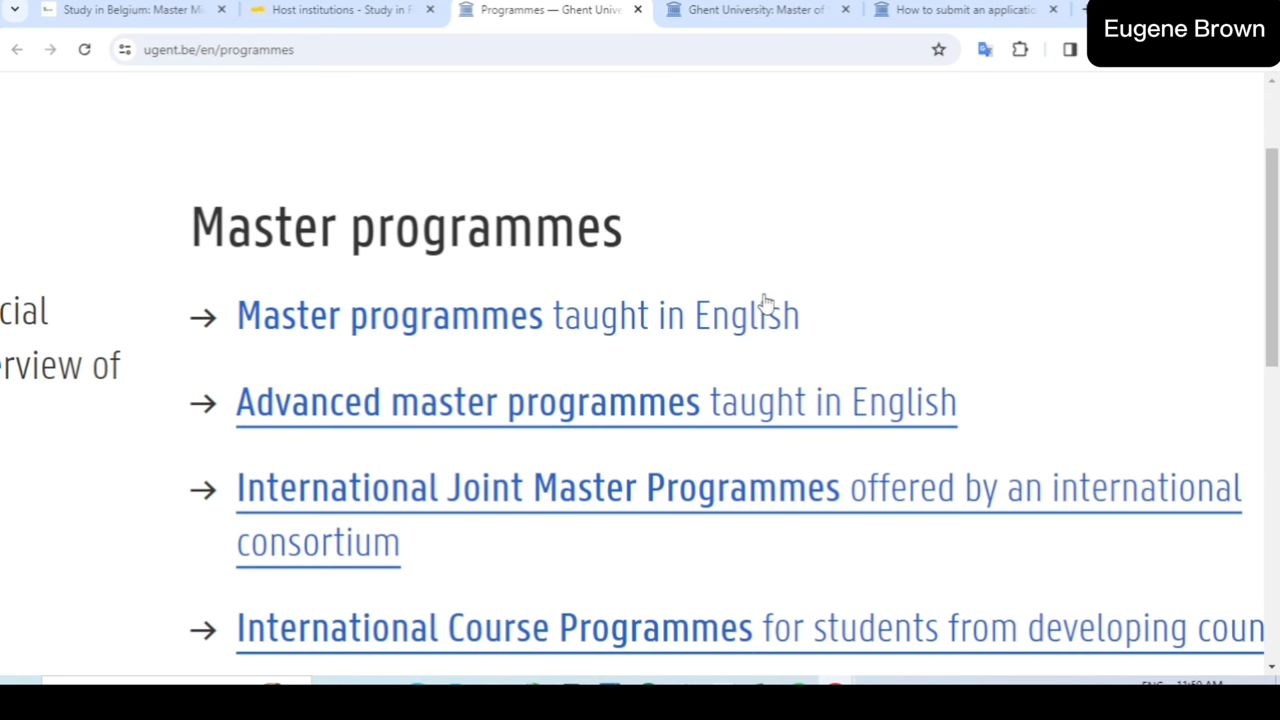 Study in Belgium: Master M
Host institutions - Study in F
Programmes — Ghent Unive
Ghent University: Master of
How to submit an applicatio
Eugene Brown
ugent.be/en/programmes
Master programmes
cial
→ Master programmes taught in English
erview of
→ Advanced master programmes taught in English
→ International Joint Master Programmes offered by an international
consortium
→ International Course Programmes for students from developing coun